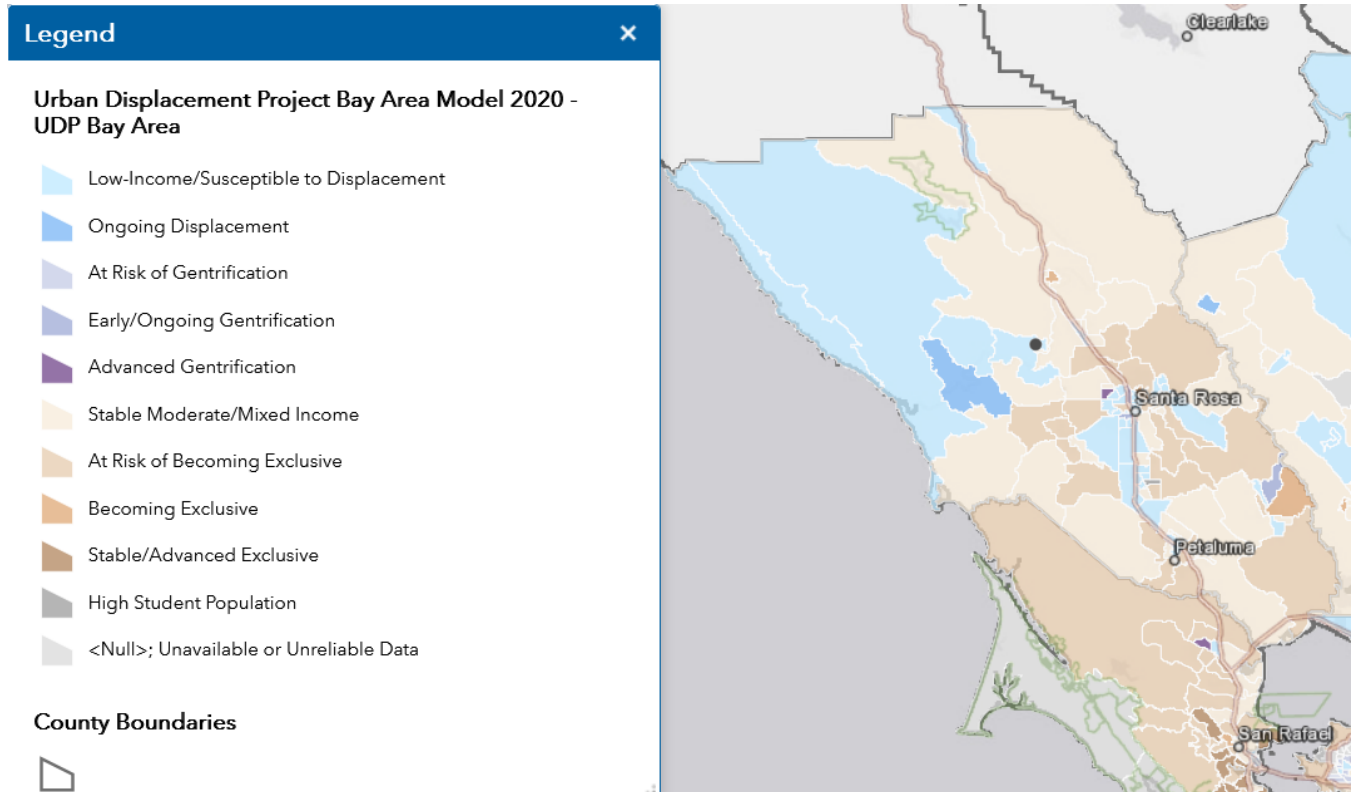 Legend
Urban Displacement Project Bay Area Model 2020 -
UDP Bay Area
Low-Income/Susceptible to Displacement
Ongoing Displacement
At Risk of Gentrification
Early/Ongoing Gentrification
Advanced Gentrification
Stable Moderate/Mixed Income
At Risk of Becoming Exclusive
Becoming Exclusive
Stable/Advanced Exclusive
High Student Population
<Null>; Unavailable or Unreliable Data
County Boundaries
Clearlake
Santa Rosa
Petaluma
San Rafael